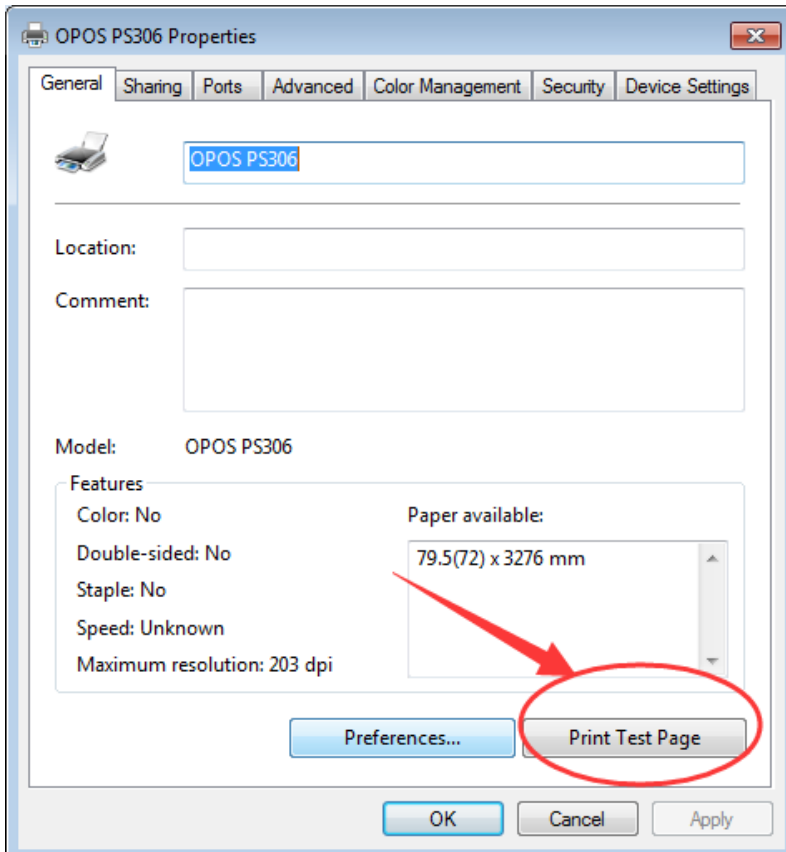 OPOS PS306 Properties
General Sharing Ports Advanced Color Management Security Device Settings
OPOS PS306
Location:
Comment:
Model: OPOS PS306
Features
Color: No
Double-sided: No
Staple: No
Speed: Unknown
Maximum resolution: 203 dpi
Paper available:
79.5(72) x 3276 mm
Preferences... Print Test Page
OK Cancel Apply